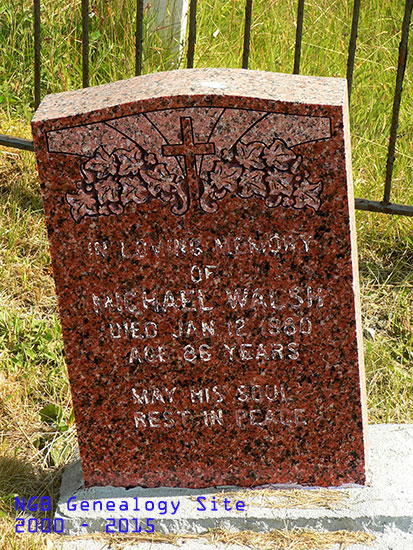 IN LOVING MEMORY
OF
MICHAEL WALSH
DIED JAN 12, 1980
AGE 86 YEARS
MAY HIS SOUL
REST IN PEACE
NGB Genealogy Site
2000 - 2015